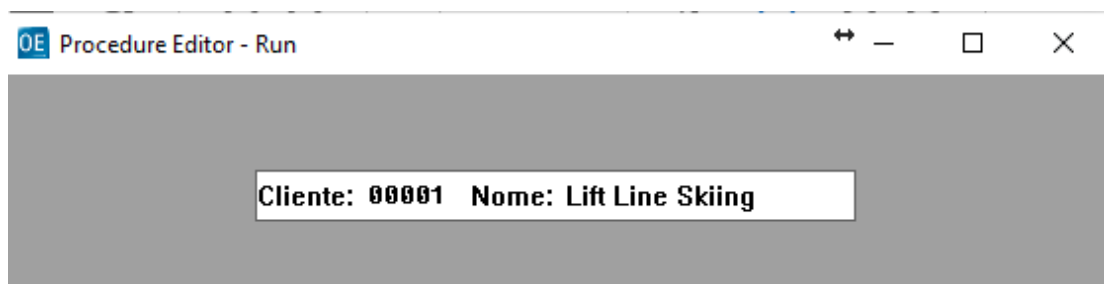 OE Procedure Editor - Run
Cliente: 00001 Nome: Lift Line Skiing